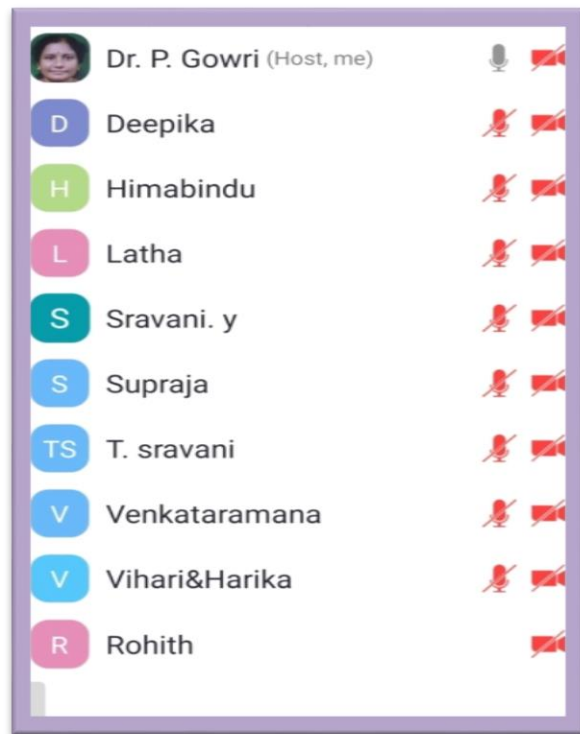 Dr. P. Gowri (Host, me)
D Deepika
H Himabindu
L Latha
S Sravani. y
S Supraja
TS T. sravani
V Venkataramana
V Vihari&Harika
R Rohith